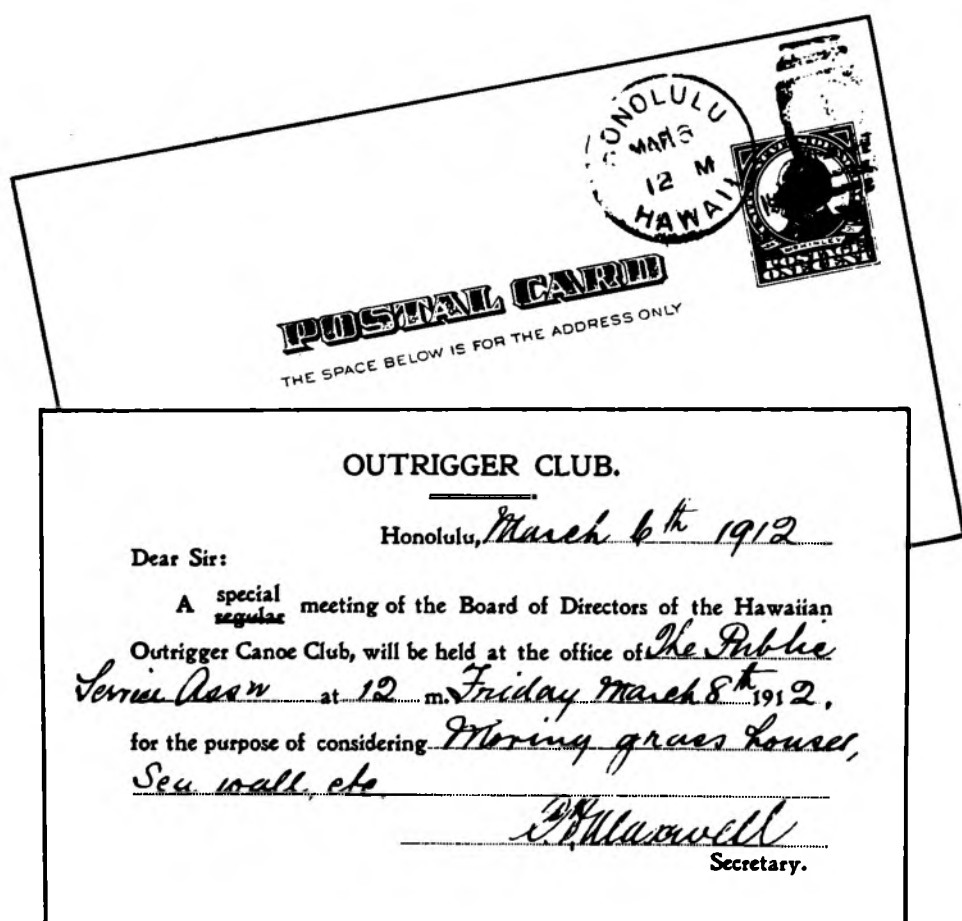 HONOLULU
MAR 6
12 M
HAWAII
McKINLEY
POSTAGE
ONE CENT
POSTAL CARD
THE SPACE BELOW IS FOR THE ADDRESS ONLY
OUTRIGGER CLUB.
Honolulu, March 6th 1912
Dear Sir:
A special regular meeting of the Board of Directors of the Hawaiian
Outrigger Canoe Club, will be held at the office of The Public
Service Ass'n at 12 m. Friday March 8th 1912.
for the purpose of considering Moving grass houses,
Sea wall, etc
Maxwell
Secretary.